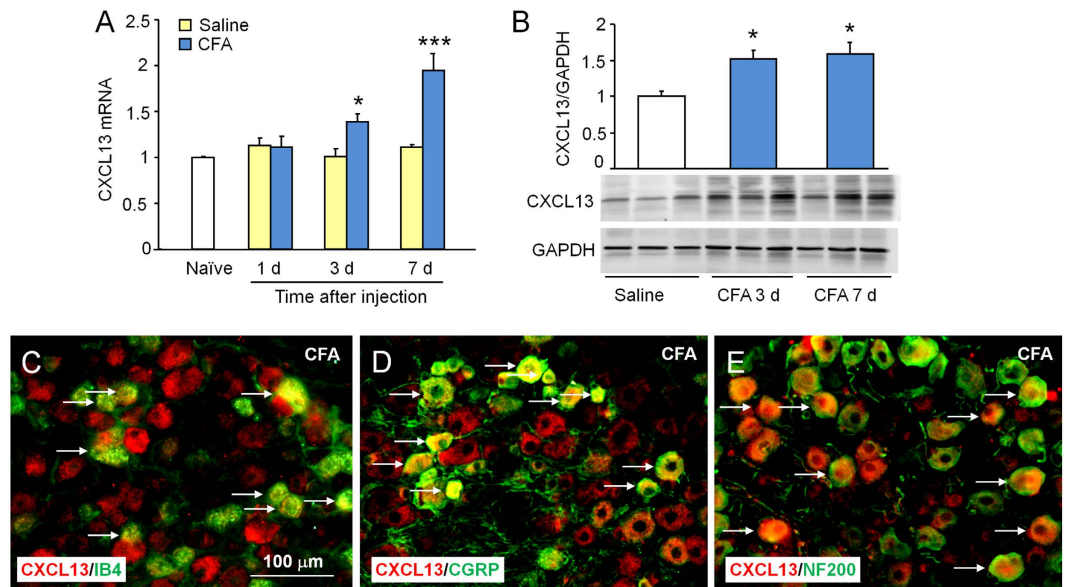 A
2.5
2
1.5
1
0.5
0
CXCL13 mRNA
Saline
CFA
*
***
Naïve
1 d
3 d
7 d
Time after injection
B
2
1.5
1
0.5
0
CXCL13/GAPDH
*
*
CXCL13
GAPDH
Saline
CFA 3 d
CFA 7 d
C
CFA
CXCL13/IB4
100 µm
D
CFA
CXCL13/CGRP
E
CFA
CXCL13/NF200